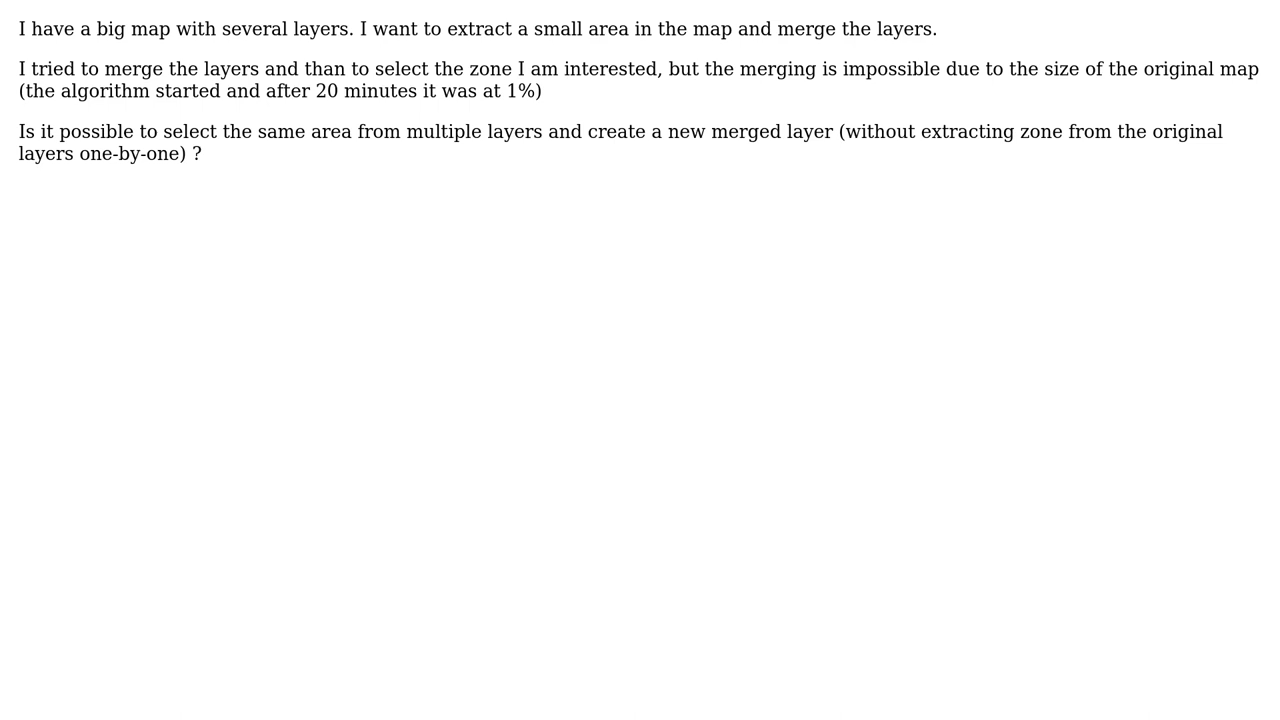 I have a big map with several layers. I want to extract a small area in the map and merge the layers.
I tried to merge the layers and than to select the zone I am interested, but the merging is impossible due to the size of the original map
(the algorithm started and after 20 minutes it was at 1%)
Is it possible to select the same area from multiple layers and create a new merged layer (without extracting zone from the original
layers one-by-one) ?